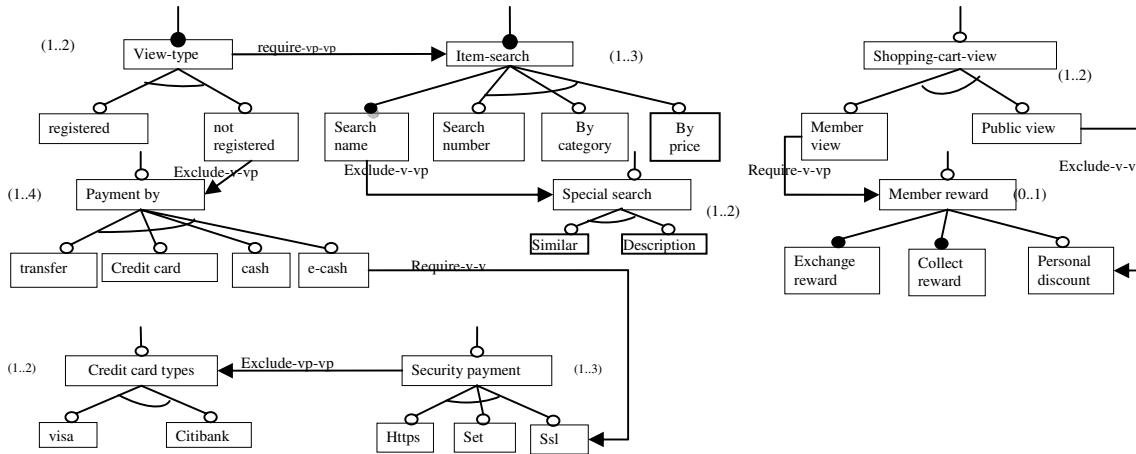 (1..2)
View-type
require-vp-vp
Item-search
(1..3)
Shopping-cart-view
(1..2)
registered
not
registered
Search
name
Search
number
By
category
By
price
Member
view
Public view
Exclude-v-vp
Exclude-v-vp
Require-v-vp
Exclude-v-v
(1..4)
Payment by
Special search
(1..2)
Member reward
(0..1)
Similar
Description
transfer
Credit card
cash
e-cash
Require-v-v
Exchange
reward
Collect
reward
Personal
discount
(1..2)
Credit card types
Exclude-vp-vp
Security payment
(1..3)
visa
Citibank
Https
Set
Ssl